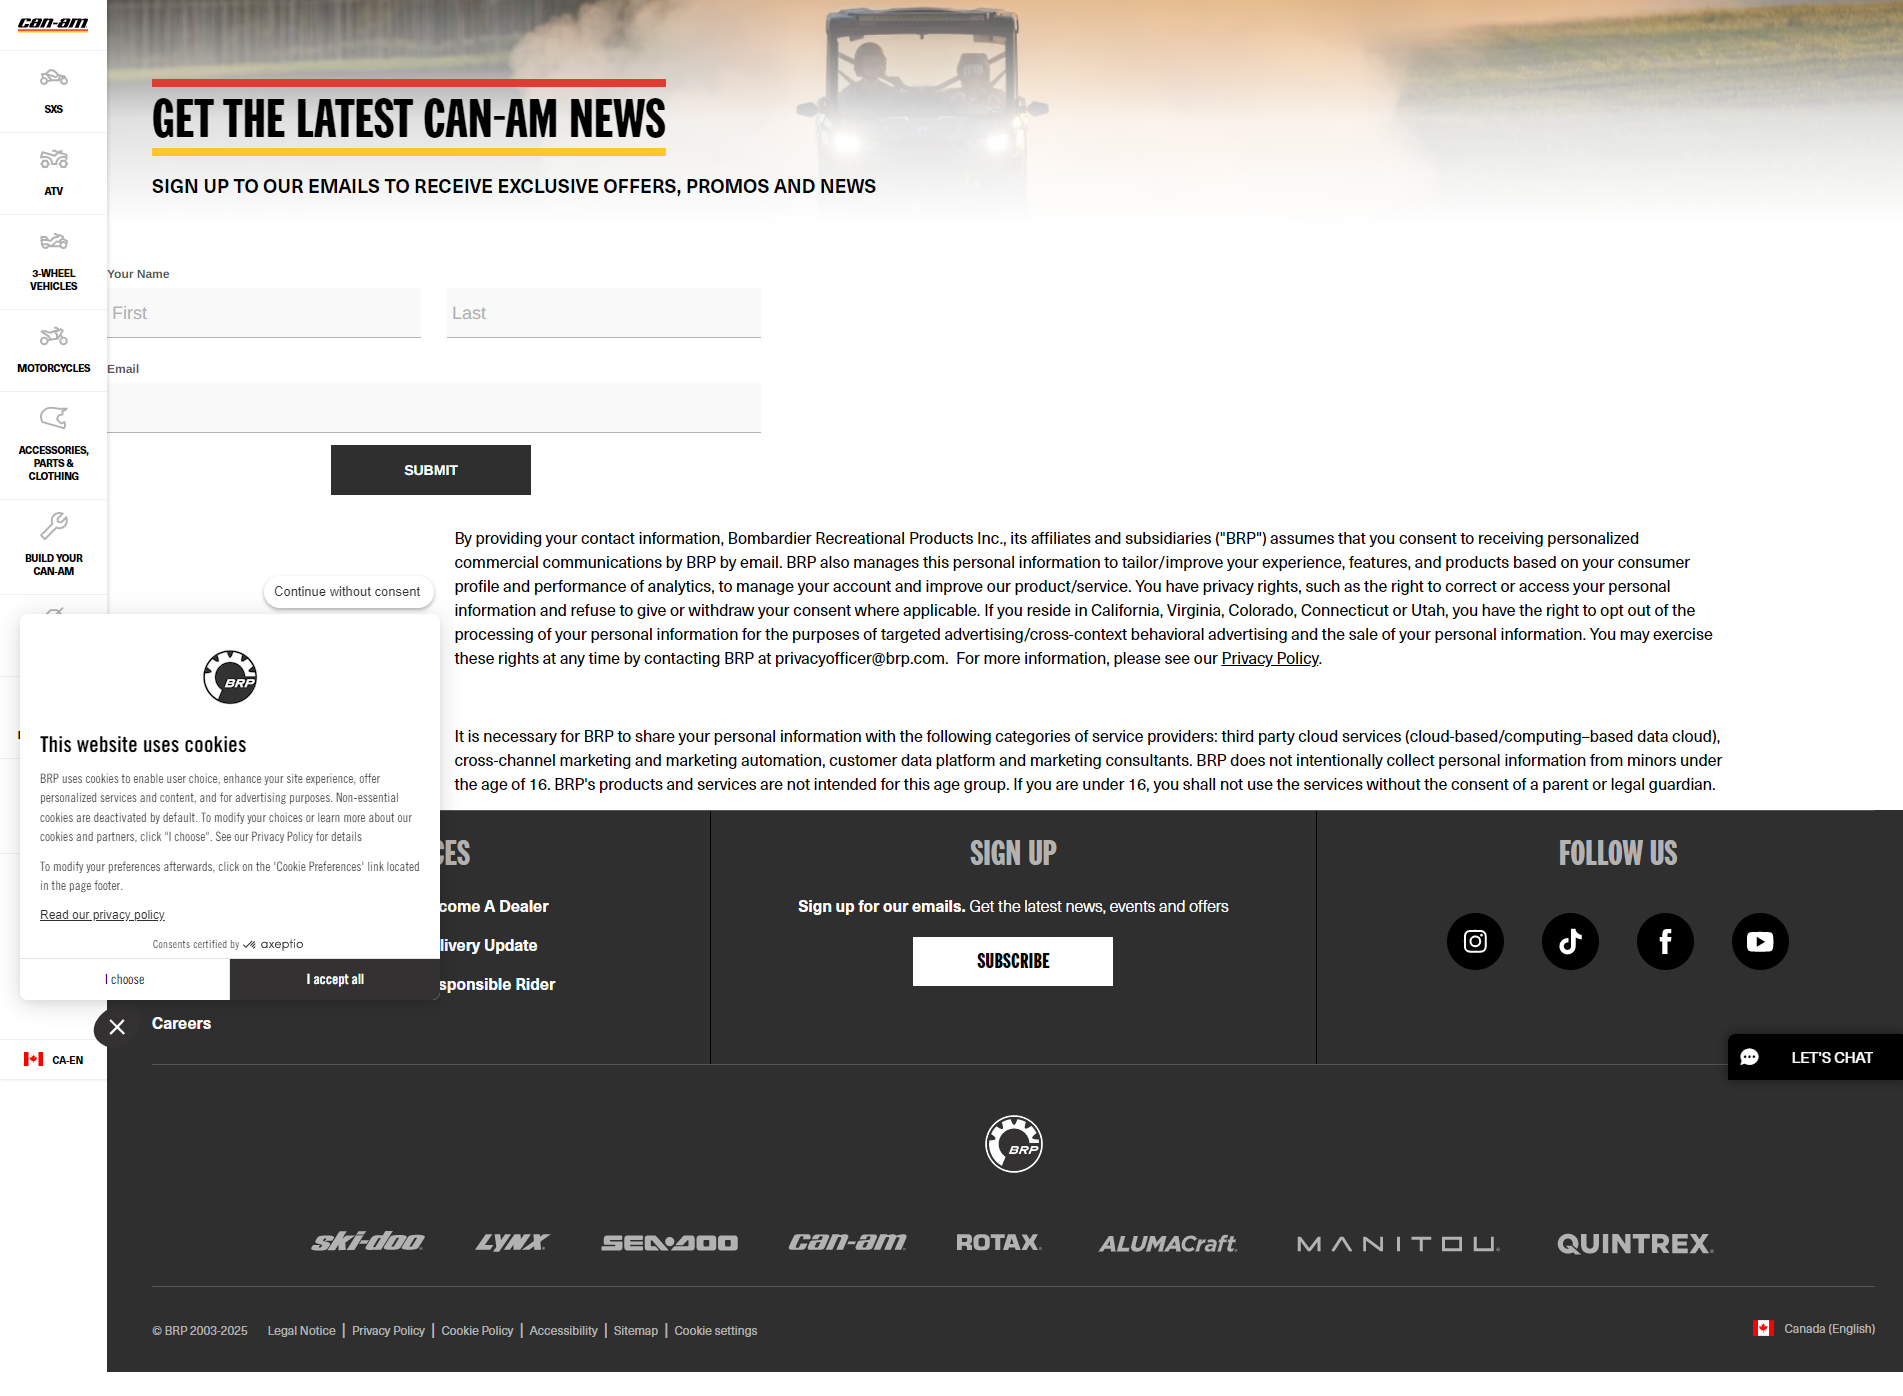 can-am
SXS
ATV
3-WHEEL
VEHICLES
MOTORCYCLES
ACCESSORIES,
PARTS &
CLOTHING
BUILD YOUR
CAN-AM
CA-EN
GET THE LATEST CAN-AM NEWS
SIGN UP TO OUR EMAILS TO RECEIVE EXCLUSIVE OFFERS, PROMOS AND NEWS
Your Name
First
Last
Email
SUBMIT
By providing your contact information, Bombardier Recreational Products Inc., its affiliates and subsidiaries ("BRP") assumes that you consent to receiving personalized
commercial communications by BRP by email. BRP also manages this personal information to tailor/improve your experience, features, and products based on your consumer
profile and performance of analytics, to manage your account and improve our product/service. You have privacy rights, such as the right to correct or access your personal
information and refuse to give or withdraw your consent where applicable. If you reside in California, Virginia, Colorado, Connecticut or Utah, you have the right to opt out of the
processing of your personal information for the purposes of targeted advertising/cross-context behavioral advertising and the sale of your personal information. You may exercise
these rights at any time by contacting BRP at privacyofficer@brp.com. For more information, please see our Privacy Policy.
It is necessary for BRP to share your personal information with the following categories of service providers: third party cloud services (cloud-based/computing–based data cloud),
cross-channel marketing and marketing automation, customer data platform and marketing consultants. BRP does not intentionally collect personal information from minors under
the age of 16. BRP's products and services are not intended for this age group. If you are under 16, you shall not use the services without the consent of a parent or legal guardian.
Continue without consent
BRP
This website uses cookies
BRP uses cookies to enable user choice, enhance your site experience, offer
personalized services and content, and for advertising purposes. Non-essential
cookies are deactivated by default. To modify your choices or learn more about our
cookies and partners, click "I choose". See our Privacy Policy for details
To modify your preferences afterwards, click on the 'Cookie Preferences' link located
in the page footer.
Read our privacy policy
Consents certified by axeptio
I choose
I accept all
CES
come A Dealer
livery Update
sponsible Rider
Careers
SIGN UP
Sign up for our emails. Get the latest news, events and offers
SUBSCRIBE
FOLLOW US
LET'S CHAT
BRP
ski-doo LYNX SEA-DOO can-am ROTAX ALUMACraft MANITOU QUINTREX
© BRP 2003-2025 Legal Notice | Privacy Policy | Cookie Policy | Accessibility | Sitemap | Cookie settings
Canada (English)